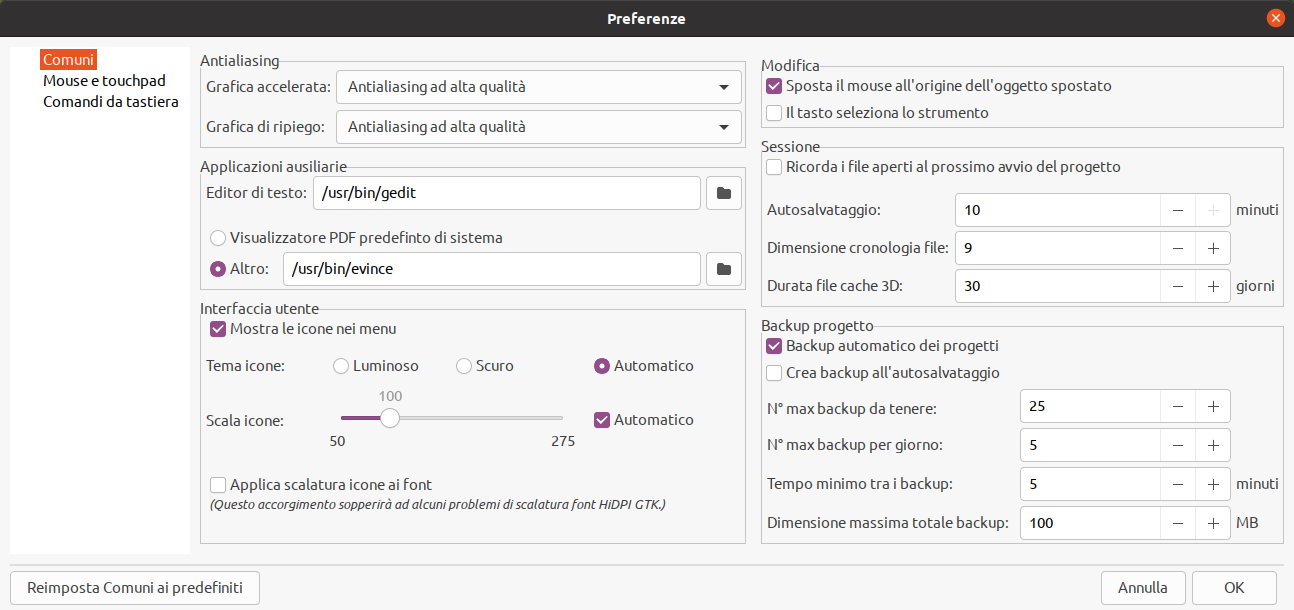 Preferenze
Comuni
Mouse e touchpad
Comandi da tastiera
Antialiasing
Grafica accelerata: Antialiasing ad alta qualità
Grafica di ripiego: Antialiasing ad alta qualità
Applicazioni ausiliarie
Editor di testo: /usr/bin/gedit
Visualizzatore PDF predefinto di sistema
Altro: /usr/bin/evince
Interfaccia utente
Mostra le icone nei menu
Tema icone: Luminoso Scuro Automatico
100
Scala icone: Automatico
50 275
Applica scalatura icone ai font
(Questo accorgimento sopperirà ad alcuni problemi di scalatura font HiDPI GTK.)
Modifica
Sposta il mouse all'origine dell'oggetto spostato
Il tasto seleziona lo strumento
Sessione
Ricorda i file aperti al prossimo avvio del progetto
Autosalvataggio: 10 − + minuti
Dimensione cronologia file: 9 − +
Durata file cache 3D: 30 − + giorni
Backup progetto
Backup automatico dei progetti
Crea backup all'autosalvataggio
N° max backup da tenere: 25 − +
N° max backup per giorno: 5 − +
Tempo minimo tra i backup: 5 − + minuti
Dimensione massima totale backup: 100 − + MB
Reimposta Comuni ai predefiniti
Annulla
OK